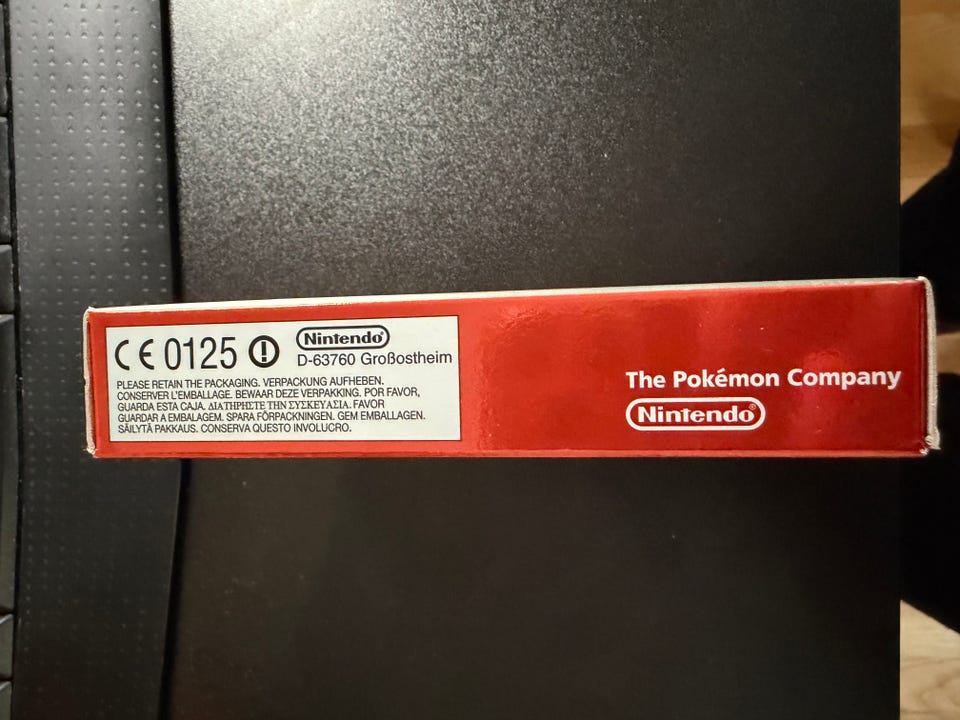 CE 0125
Nintendo®
D-63760 Großostheim
PLEASE RETAIN THE PACKAGING. VERPACKUNG AUFHEBEN.
CONSERVER L'EMBALLAGE. BEWAAR DEZE VERPAKKING. POR FAVOR,
GUARDA ESTA CAJA. ΔΙΑΤΗΡΗΣΤΕ ΤΗΝ ΣΥΣΚΕΥΑΣΙΑ. FAVOR
GUARDAR A EMBALAGEM. SPARA FÖRPACKNINGEN. GEM EMBALLAGEN.
SÄILYTÄ PAKKAUS. CONSERVA QUESTO INVOLUCRO.
The Pokémon Company
Nintendo®